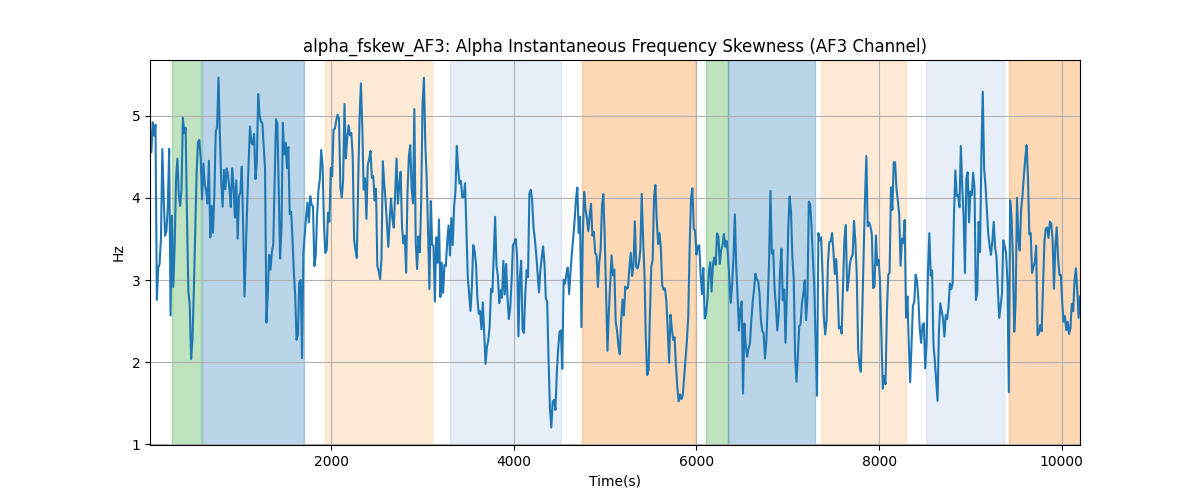 alpha_fskew_AF3: Alpha Instantaneous Frequency Skewness (AF3 Channel)
Hz
5
4
3
2
1
2000 4000 6000 8000 10000
Time(s)